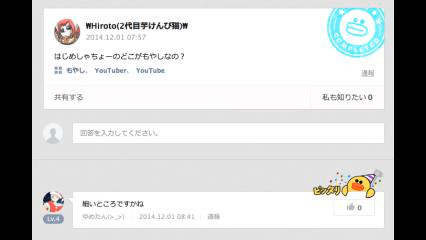 ₩Hiroto(2代目芋けんぴ猫)₩
2014.12.01 07:57
COMPLETED
はじめしゃちょーのどこがもやしなの？
もやし、 YouTuber、 YouTube
通報
共有する
私も知りたい 0
回答を入力してください。
ピッタリ
細いところですかね
0
Lv.4
ゆめたん(>_>) | 2014.12.01 08:41 | 通報